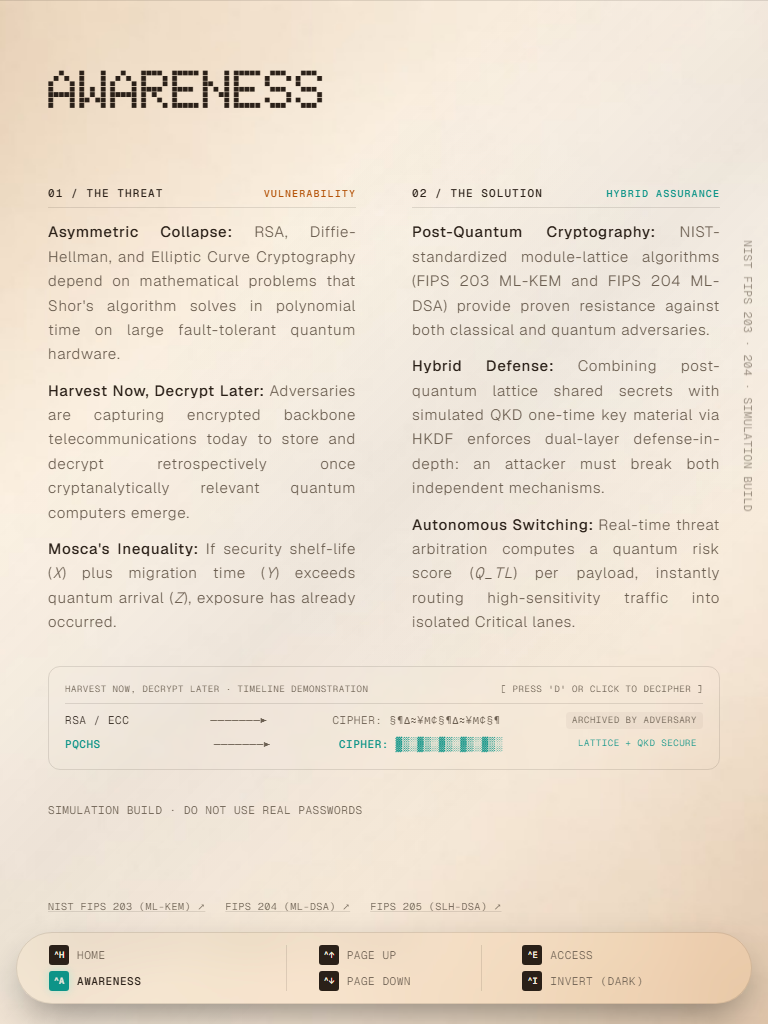 AWARENESS
01 / THE THREAT VULNERABILITY
Asymmetric Collapse: RSA, Diffie-
Hellman, and Elliptic Curve Cryptography
depend on mathematical problems that
Shor's algorithm solves in polynomial
time on large fault-tolerant quantum
hardware.
Harvest Now, Decrypt Later: Adversaries
are capturing encrypted backbone
telecommunications today to store and
decrypt retrospectively once
cryptanalytically relevant quantum
computers emerge.
Mosca's Inequality: If security shelf-life
(X) plus migration time (Y) exceeds
quantum arrival (Z), exposure has already
occurred.
02 / THE SOLUTION HYBRID ASSURANCE
Post-Quantum Cryptography: NIST-
standardized module-lattice algorithms
(FIPS 203 ML-KEM and FIPS 204 ML-
DSA) provide proven resistance against
both classical and quantum adversaries.
Hybrid Defense: Combining post-
quantum lattice shared secrets with
simulated QKD one-time key material via
HKDF enforces dual-layer defense-in-
depth: an attacker must break both
independent mechanisms.
Autonomous Switching: Real-time threat
arbitration computes a quantum risk
score (Q_TL) per payload, instantly
routing high-sensitivity traffic into
isolated Critical lanes.
NIST FIPS 203 · 204 · SIMULATION BUILD
HARVEST NOW, DECRYPT LATER · TIMELINE DEMONSTRATION [ PRESS 'D' OR CLICK TO DECIPHER ]
RSA / ECC ───────► CIPHER: §¶∆≈¥M¢§¶∆≈¥M¢§¶ ARCHIVED BY ADVERSARY
PQCHS ───────► CIPHER: ▓▒░▓▒░▓▒░▓▒░▓▒░ LATTICE + QKD SECURE
SIMULATION BUILD · DO NOT USE REAL PASSWORDS
NIST FIPS 203 (ML-KEM) ↗ FIPS 204 (ML-DSA) ↗ FIPS 205 (SLH-DSA) ↗
^H HOME ^↑ PAGE UP ^E ACCESS
^A AWARENESS ^↓ PAGE DOWN ^I INVERT (DARK)